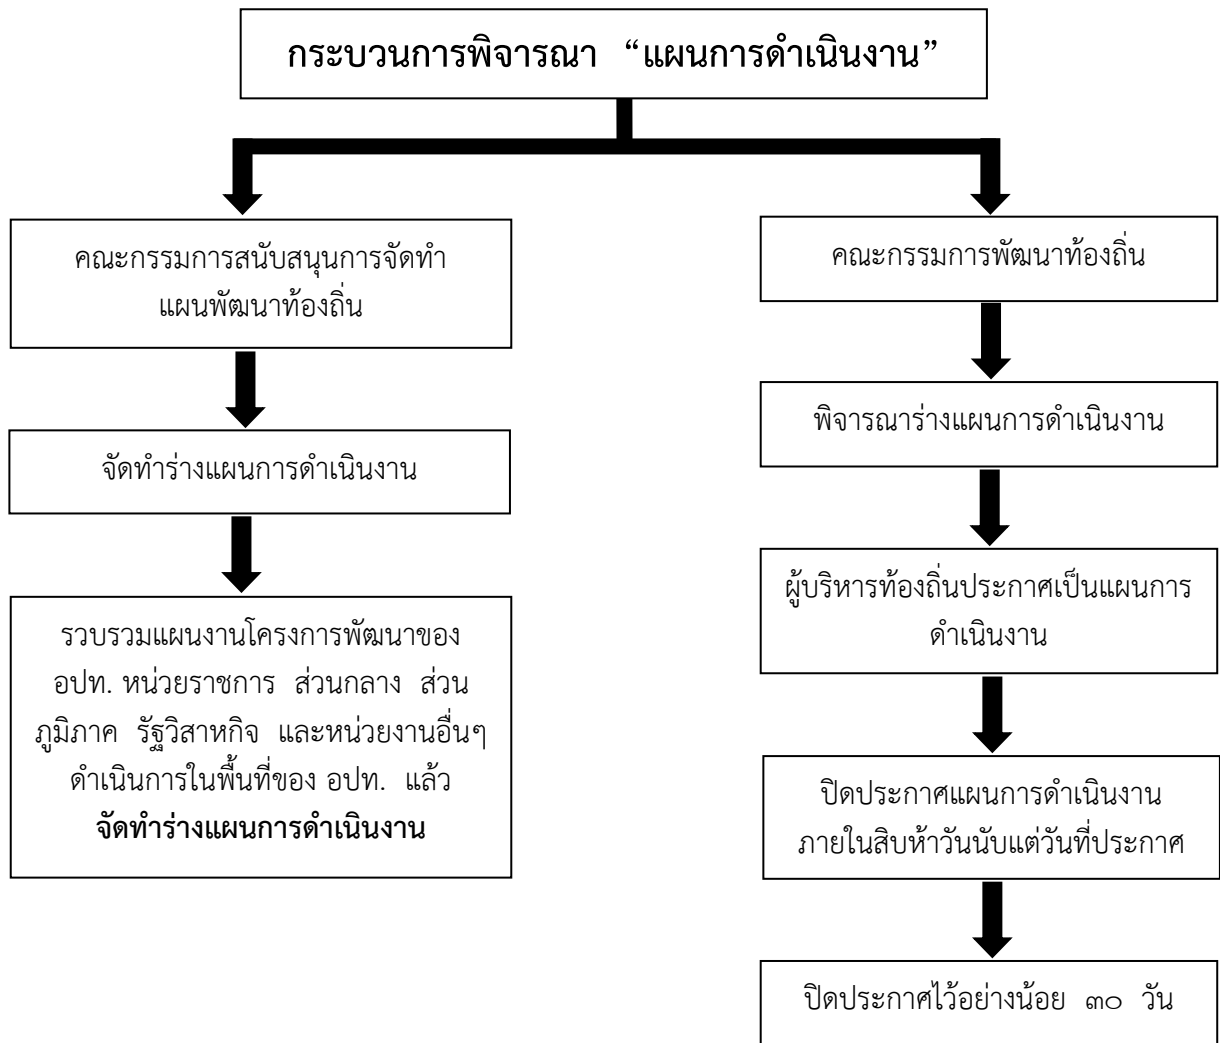 กระบวนการพิจารณา “แผนการดำเนินงาน”
คณะกรรมการสนับสนุนการจัดทำ
แผนพัฒนาท้องถิ่น
จัดทำร่างแผนการดำเนินงาน
รวบรวมแผนงานโครงการพัฒนาของ
อปท. หน่วยราชการ ส่วนกลาง ส่วน
ภูมิภาค รัฐวิสาหกิจ และหน่วยงานอื่นๆ
ดำเนินการในพื้นที่ของ อปท. แล้ว
จัดทำร่างแผนการดำเนินงาน
คณะกรรมการพัฒนาท้องถิ่น
พิจารณาร่างแผนการดำเนินงาน
ผู้บริหารท้องถิ่นประกาศเป็นแผนการ
ดำเนินงาน
ปิดประกาศแผนการดำเนินงาน
ภายในสิบห้าวันนับแต่วันที่ประกาศ
ปิดประกาศไว้อย่างน้อย ๓๐ วัน